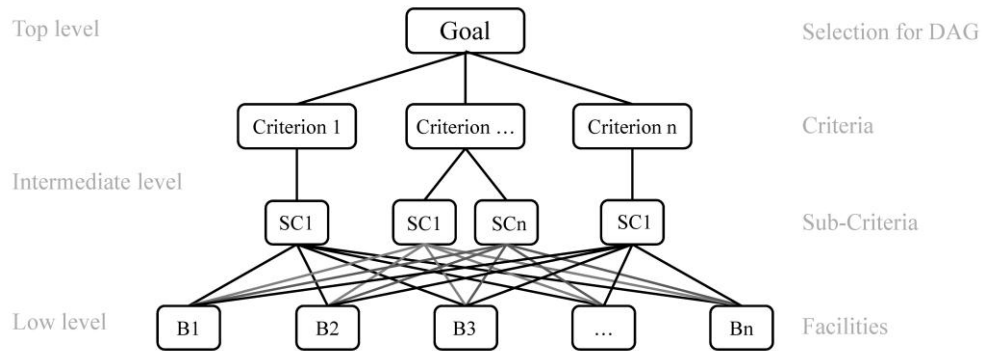 Top level
Goal
Selection for DAG
Criterion 1
Criterion ...
Criterion n
Criteria
Intermediate level
SC1
SC1
SCn
SC1
Sub-Criteria
Low level
B1
B2
B3
...
Bn
Facilities